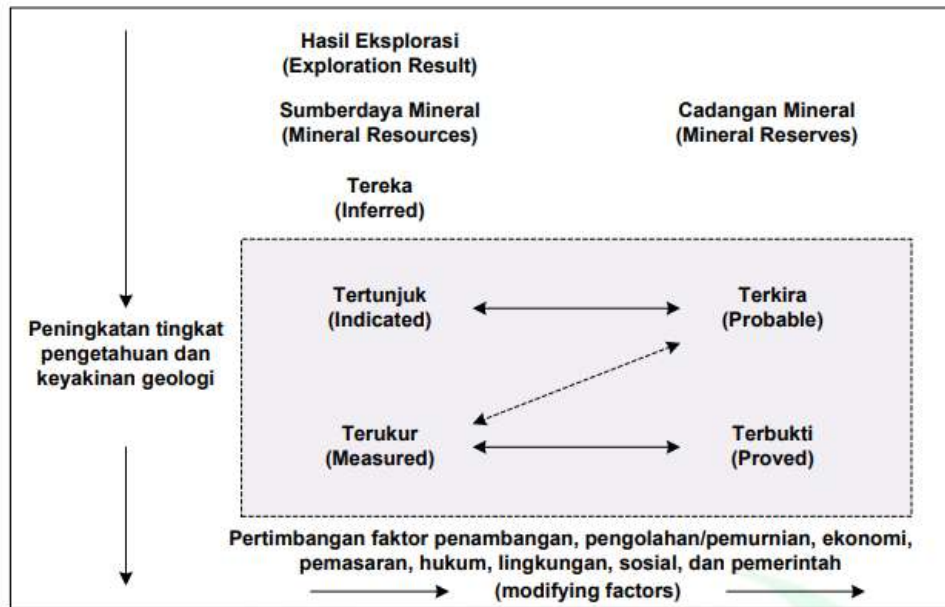 Hasil Eksplorasi
(Exploration Result)
Sumberdaya Mineral
(Mineral Resources)
Cadangan Mineral
(Mineral Reserves)
Tereka
(Inferred)
Tertunjuk
(Indicated)
Terkira
(Probable)
Peningkatan tingkat
pengetahuan dan
keyakinan geologi
Terukur
(Measured)
Terbukti
(Proved)
Pertimbangan faktor penambangan, pengolahan/pemurnian, ekonomi,
pemasaran, hukum, lingkungan, sosial, dan pemerintah
(modifying factors)